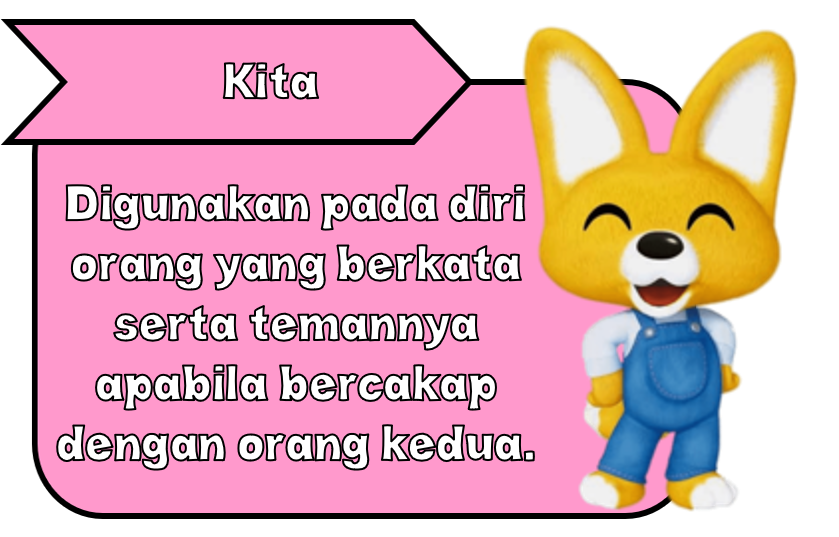 Kita
Digunakan pada diri
orang yang berkata
serta temannya
apabila bercakap
dengan orang kedua.